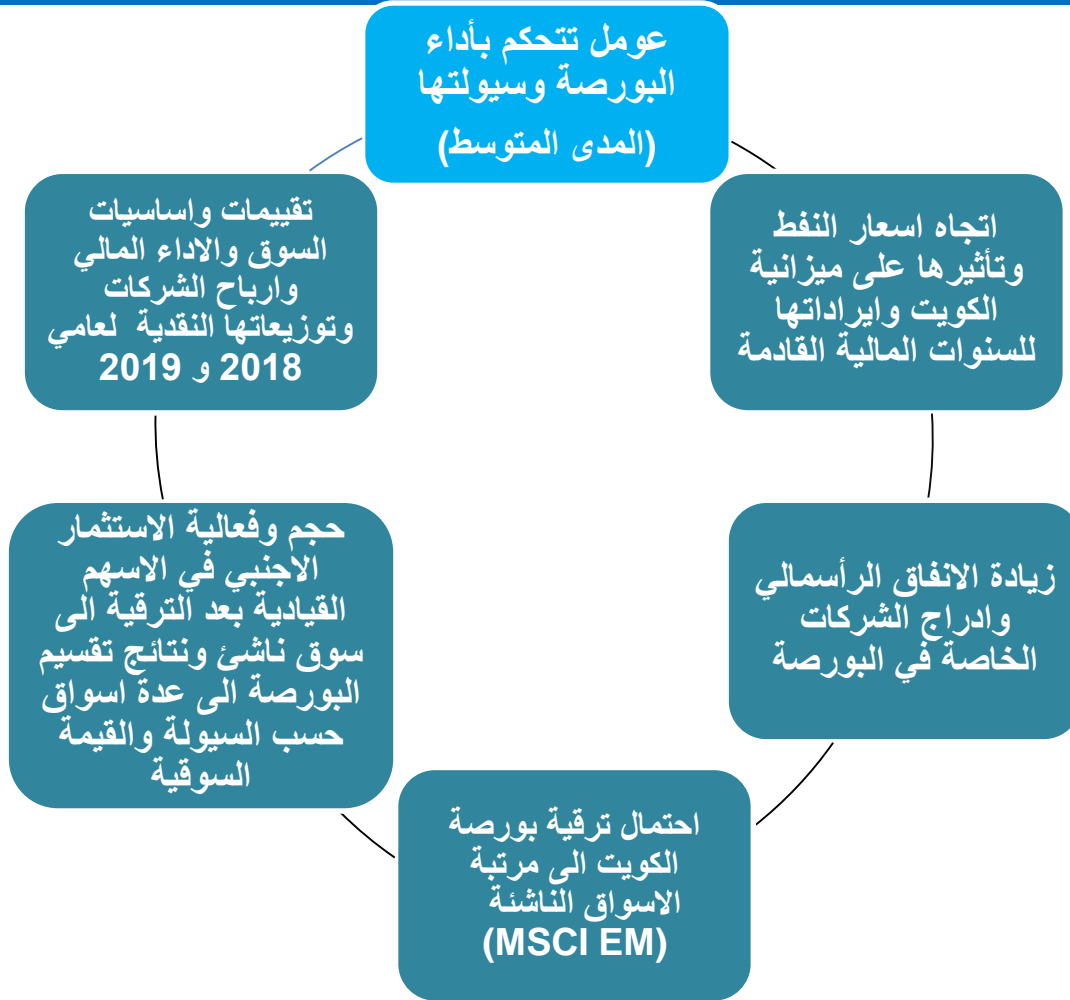 عومل تتحكم بأداء
البورصة وسيولتها
(المدى المتوسط)
اتجاه اسعار النفط
وتأثيرها على ميزانية
الكويت وايراداتها
للسنوات المالية القادمة
زيادة الانفاق الرأسمالي
وادراج الشركات
الخاصة في البورصة
احتمال ترقية بورصة
الكويت الى مرتبة
الاسواق الناشئة
(MSCI EM)
حجم وفعالية الاستثمار
الاجنبي في الاسهم
القيادية بعد الترقية الى
سوق ناشئ ونتائج تقسيم
البورصة الى عدة اسواق
حسب السيولة والقيمة
السوقية
تقييمات واساسيات
السوق والاداء المالي
وارباح الشركات
وتوزيعاتها النقدية لعامي
2018 و 2019